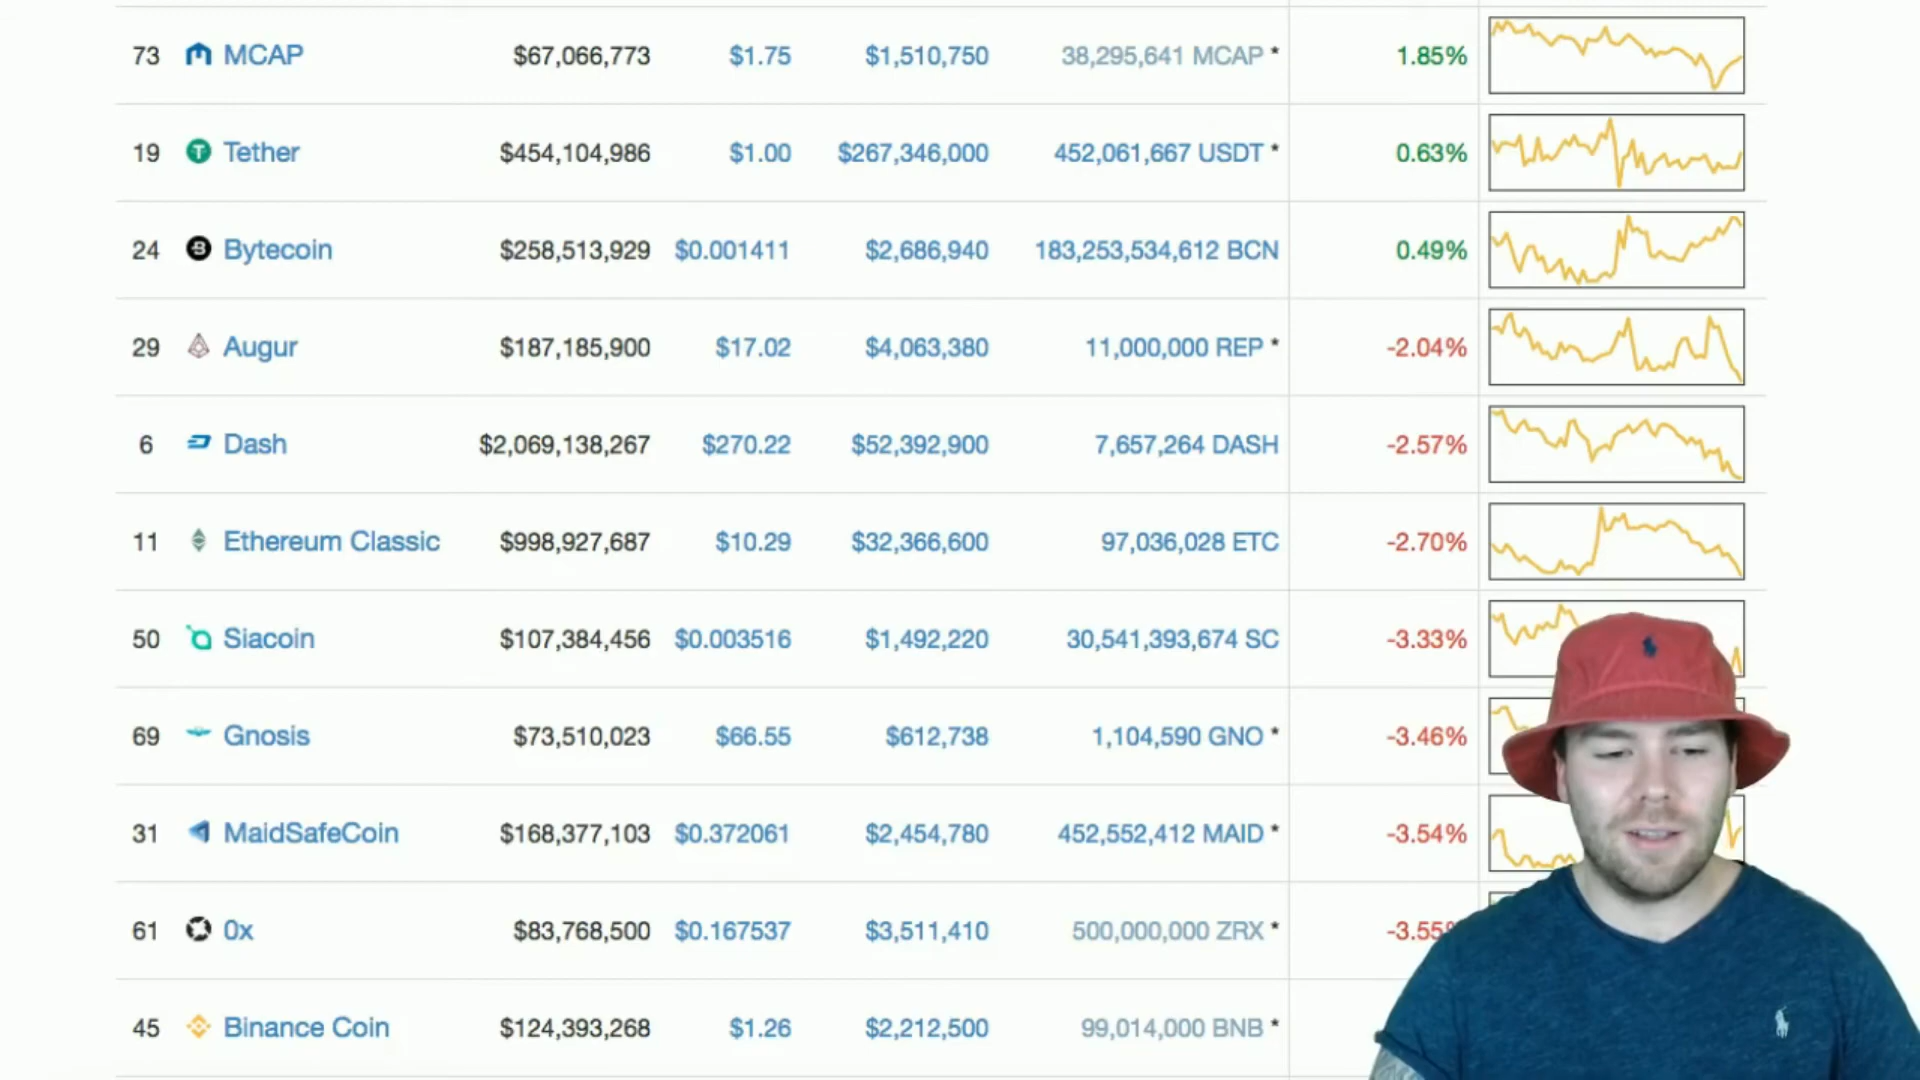 73 MCAP $67,066,773 $1.75 $1,510,750 38,295,641 MCAP * 1.85%
19 Tether $454,104,986 $1.00 $267,346,000 452,061,667 USDT * 0.63%
24 Bytecoin $258,513,929 $0.001411 $2,686,940 183,253,534,612 BCN 0.49%
29 Augur $187,185,900 $17.02 $4,063,380 11,000,000 REP * -2.04%
6 Dash $2,069,138,267 $270.22 $52,392,900 7,657,264 DASH -2.57%
11 Ethereum Classic $998,927,687 $10.29 $32,366,600 97,036,028 ETC -2.70%
50 Siacoin $107,384,456 $0.003516 $1,492,220 30,541,393,674 SC -3.33%
69 Gnosis $73,510,023 $66.55 $612,738 1,104,590 GNO * -3.46%
31 MaidSafeCoin $168,377,103 $0.372061 $2,454,780 452,552,412 MAID * -3.54%
61 0x $83,768,500 $0.167537 $3,511,410 500,000,000 ZRX * -3.55
45 Binance Coin $124,393,268 $1.26 $2,212,500 99,014,000 BNB *